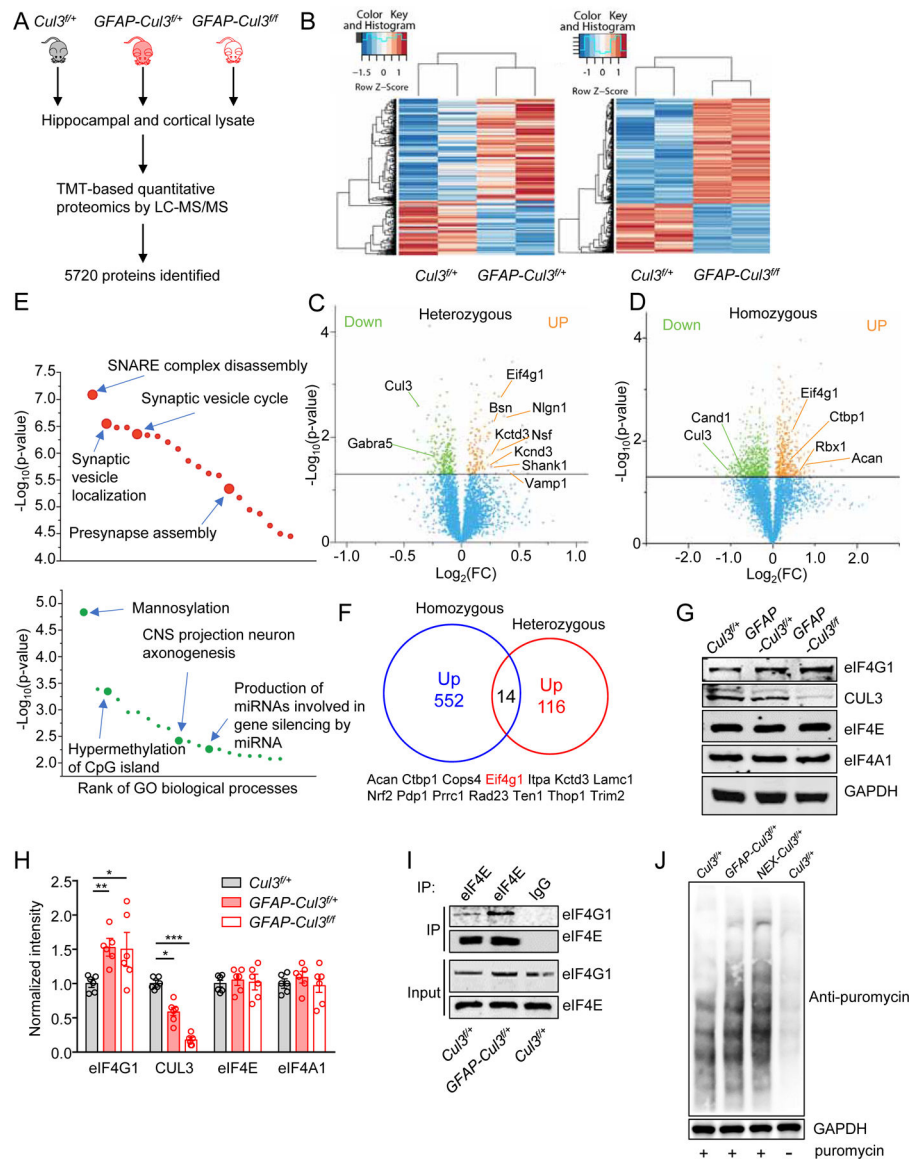 A
Cul3f/+ GFAP-Cul3f/+ GFAP-Cul3f/f
Hippocampal and cortical lysate
TMT-based quantitative
proteomics by LC-MS/MS
5720 proteins identified
B
Color Key
and Histogram
−1.5 0 1
Row Z-Score
Color Key
and Histogram
−1 0 1
Row Z-Score
Cul3f/+ GFAP-Cul3f/+
Cul3f/+ GFAP-Cul3f/f
E
7.5
7.0
6.5
6.0
5.5
5.0
4.5
4.0
-Log10(p-value)
SNARE complex disassembly
Synaptic vesicle cycle
Synaptic
vesicle
localization
Presynapse assembly
5.0
4.5
4.0
3.5
3.0
2.5
2.0
-Log10(p-value)
Mannosylation
CNS projection neuron
axonogenesis
Production of
miRNAs involved in
gene silencing by
miRNA
Hypermethylation
of CpG island
Rank of GO biological processes
C
Heterozygous
Down
UP
4
2
0
-Log10(p-value)
Cul3
Gabra5
Eif4g1
Bsn
Nlgn1
Kctd3
Nsf
Kcnd3
Shank1
Vamp1
−1.0 −0.5 0.0 0.5 1.0
Log2(FC)
D
Homozygous
Down
UP
4
2
0
-Log10(p-value)
Cand1
Cul3
Eif4g1
Ctbp1
Rbx1
Acan
−2.0 −1.0 0.0 1.0 2.0
Log2(FC)
F
Homozygous
Heterozygous
Up
552
14
Up
116
Acan Ctbp1 Cops4 Eif4g1 Itpa Kctd3 Lamc1
Nrf2 Pdp1 Prrc1 Rad23 Ten1 Thop1 Trim2
G
Cul3f/+
GFAP
-Cul3f/+
GFAP
-Cul3f/f
eIF4G1
CUL3
eIF4E
eIF4A1
GAPDH
H
2.5
2.0
1.5
1.0
0.5
0.0
Normalized intensity
*
**
***
*
Cul3f/+
GFAP-Cul3f/+
GFAP-Cul3f/f
eIF4G1 CUL3 eIF4E eIF4A1
I
IP: eIF4E eIF4E IgG
IP
eIF4G1
eIF4E
Input
eIF4G1
eIF4E
Cul3f/+
GFAP-Cul3f/+
Cul3f/+
J
Cul3f/+
GFAP-Cul3f/+
NEX-Cul3f/+
Cul3f/+
Anti-puromycin
GAPDH
+ + + − puromycin